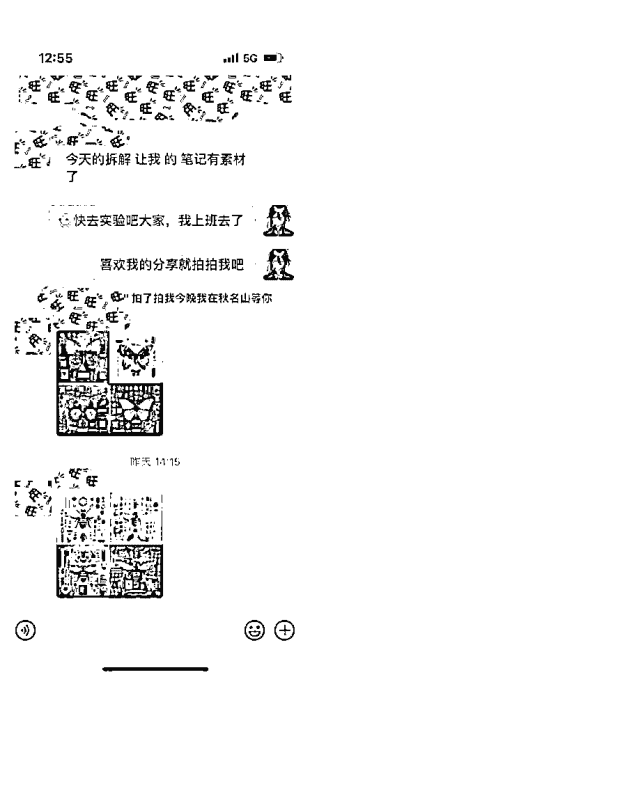 12:55
5G
今天的拆解 让我 的 笔记有素材
了
快去实验吧大家，我上班去了
喜欢我的分享就拍拍我吧
" 拍了拍我今晚我在秋名山等你
昨天 14:15